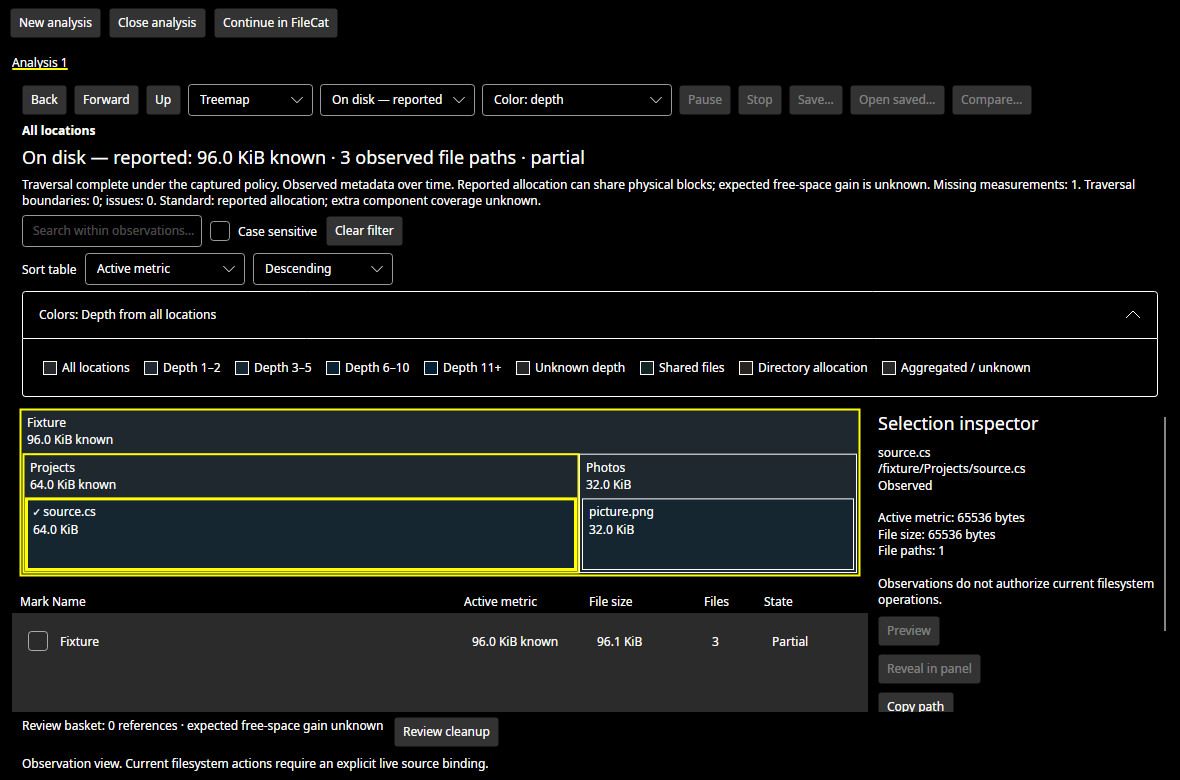 New analysis Close analysis Continue in FileCat
Analysis 1
Back Forward Up Treemap On disk — reported Color: depth Pause Stop Save... Open saved... Compare...
All locations
On disk — reported: 96.0 KiB known · 3 observed file paths · partial
Traversal complete under the captured policy. Observed metadata over time. Reported allocation can share physical blocks; expected free-space gain is unknown. Missing measurements: 1. Traversal
boundaries: 0; issues: 0. Standard: reported allocation; extra component coverage unknown.
Search within observations... Case sensitive Clear filter
Sort table Active metric Descending
Colors: Depth from all locations
All locations Depth 1–2 Depth 3–5 Depth 6–10 Depth 11+ Unknown depth Shared files Directory allocation Aggregated / unknown
Fixture
96.0 KiB known
Projects
64.0 KiB known
Photos
32.0 KiB
✓ source.cs
64.0 KiB
picture.png
32.0 KiB
Selection inspector
source.cs
/fixture/Projects/source.cs
Observed
Active metric: 65536 bytes
File size: 65536 bytes
File paths: 1
Observations do not authorize current filesystem
operations.
Preview
Reveal in panel
Copy path
Mark Name Active metric File size Files State
Fixture 96.0 KiB known 96.1 KiB 3 Partial
Review basket: 0 references · expected free-space gain unknown Review cleanup
Observation view. Current filesystem actions require an explicit live source binding.